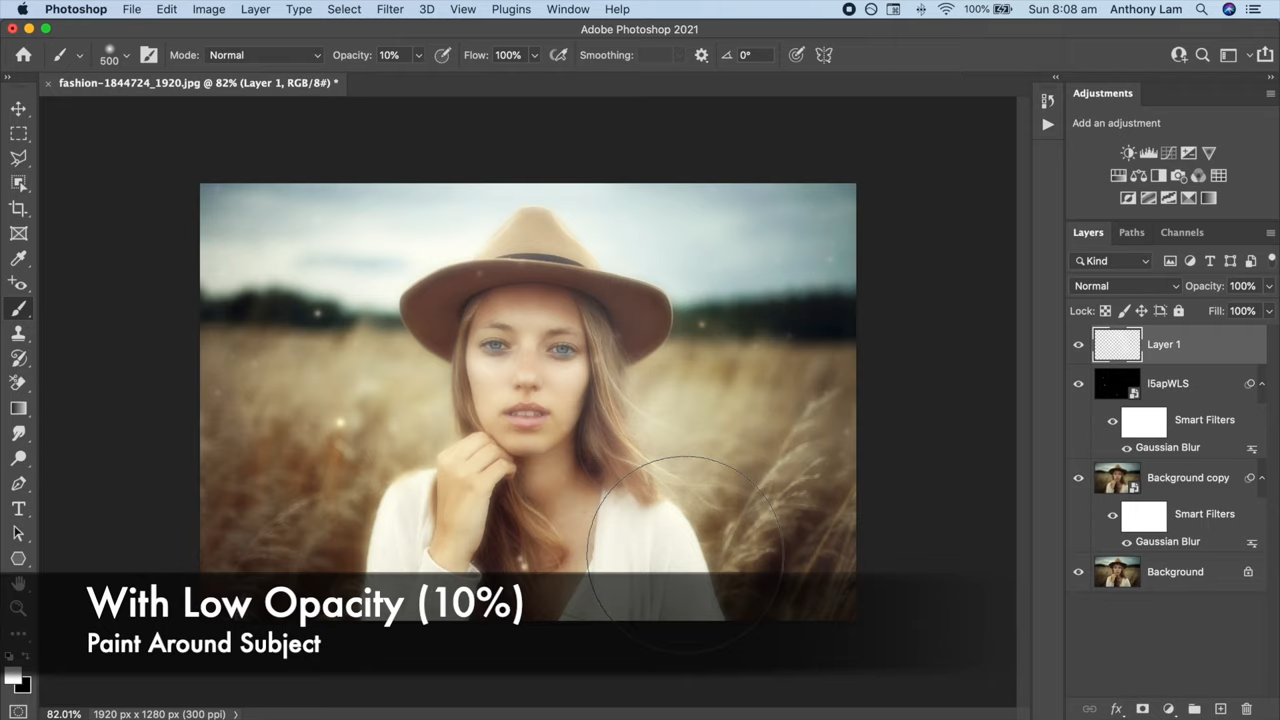 Photoshop File Edit Image Layer Type Select Filter 3D View Plugins Window Help 100% Sun 8:08 am Anthony Lam
Adobe Photoshop 2021
500 Mode: Normal Opacity: 10% Flow: 100% Smoothing: 0°
fashion-1844724_1920.jpg @ 82% (Layer 1, RGB/8#) *
Adjustments
Add an adjustment
Layers Paths Channels
Kind
Normal Opacity: 100%
Lock: Fill: 100%
Layer 1
l5apWLS
Smart Filters
Gaussian Blur
Background copy
Smart Filters
Gaussian Blur
Background
With Low Opacity (10%)
Paint Around Subject
82.01% 1920 px x 1280 px (300 ppi)